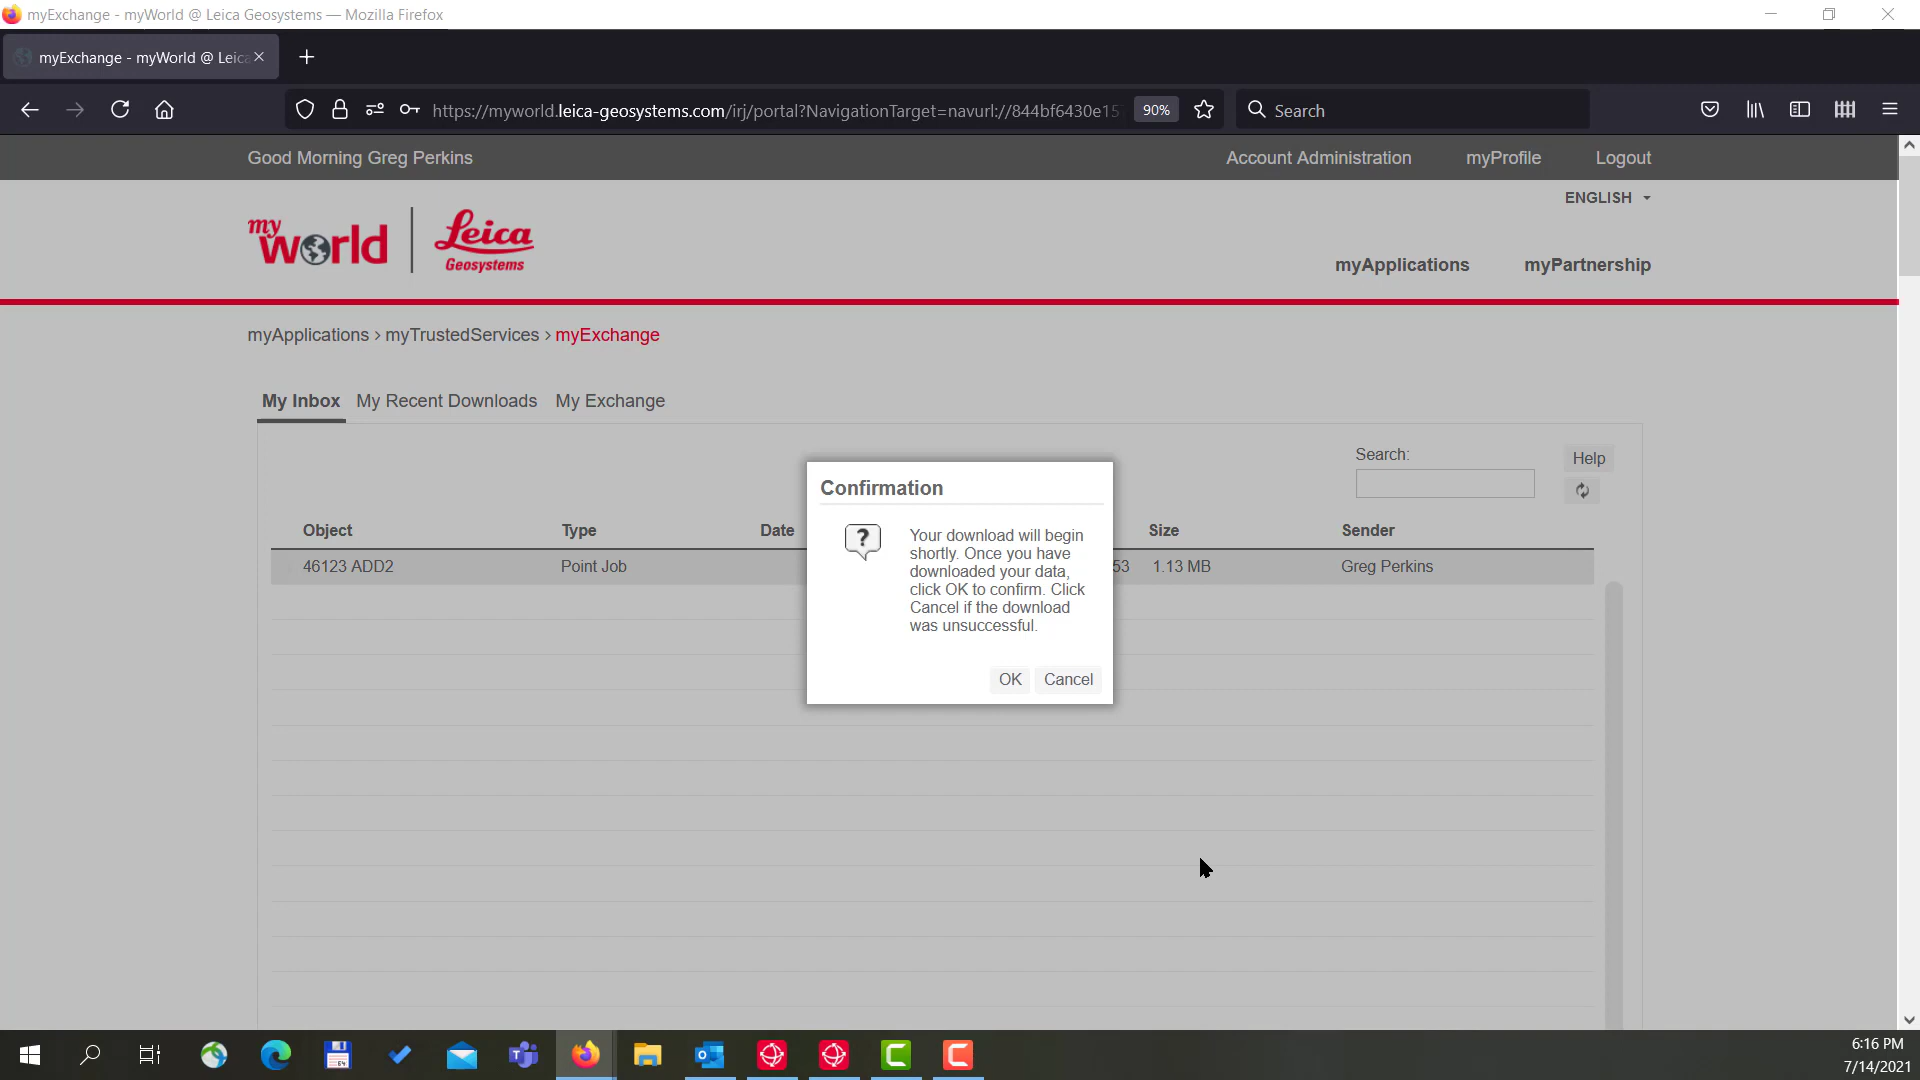 myExchange - myWorld @ Leica Geosystems — Mozilla Firefox
myExchange - myWorld @ Leica
https://myworld.leica-geosystems.com/irj/portal?NavigationTarget=navurl://844bf6430e15
90%
Search
Good Morning Greg Perkins
Account Administration
myProfile
Logout
ENGLISH
my world
Leica
Geosystems
myApplications
myPartnership
myApplications > myTrustedServices > myExchange
My Inbox
My Recent Downloads
My Exchange
Search:
Help
Object
Type
Date
Size
Sender
46123 ADD2
Point Job
53
1.13 MB
Greg Perkins
Confirmation
?
Your download will begin
shortly. Once you have
downloaded your data,
click OK to confirm. Click
Cancel if the download
was unsuccessful.
OK
Cancel
6:16 PM
7/14/2021